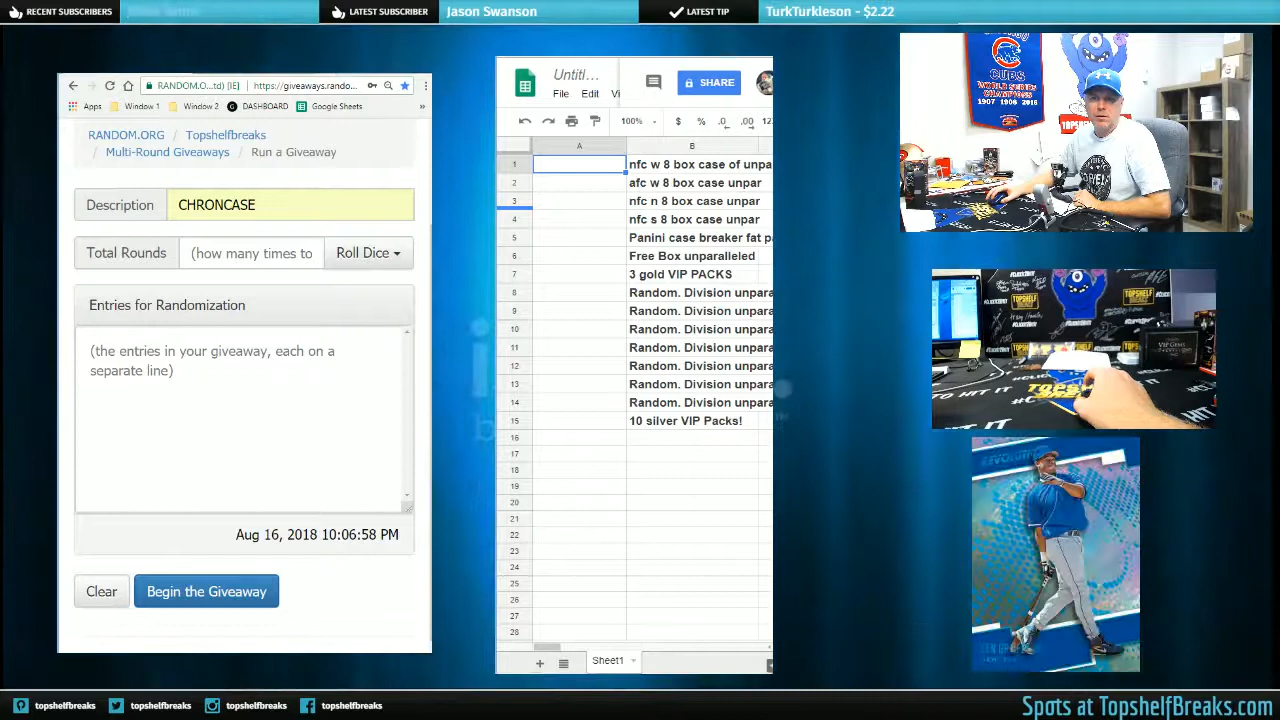 RECENT SUBSCRIBERS
LATEST SUBSCRIBER
Jason Swanson
LATEST TIP
TurkTurkleson - $2.22
RANDOM.O...td) [IE]
https://giveaways.rando...
Apps
Window 1
Window 2
DASHBOARD
Google Sheets
»
RANDOM.ORG / Topshelfbreaks
/ Multi-Round Giveaways / Run a Giveaway
Description
CHRONCASE
Total Rounds
(how many times to
Roll Dice
Entries for Randomization
(the entries in your giveaway, each on a
separate line)
Aug 16, 2018 10:06:58 PM
Clear
Begin the Giveaway
Untitl...
File Edit Vi
SHARE
100% $ % .0 .00 123
A B
1 nfc w 8 box case of unpa
2 afc w 8 box case unpar
3 nfc n 8 box case unpar
4 nfc s 8 box case unpar
5 Panini case breaker fat pa
6 Free Box unparalleled
7 3 gold VIP PACKS
8 Random. Division unpara
9 Random. Division unpara
10 Random. Division unpara
11 Random. Division unpara
12 Random. Division unpara
13 Random. Division unpara
14 Random. Division unpara
15 10 silver VIP Packs!
16
17
18
19
20
21
22
23
24
25
26
27
28
+ Sheet1
CUBS
WORLD SERIES
CHAMPIONS
1907 1908 2016
TOPSHELF
VIP GEMS
topshelfbreaks
topshelfbreaks
topshelfbreaks
topshelfbreaks
Spots at TopshelfBreaks.com